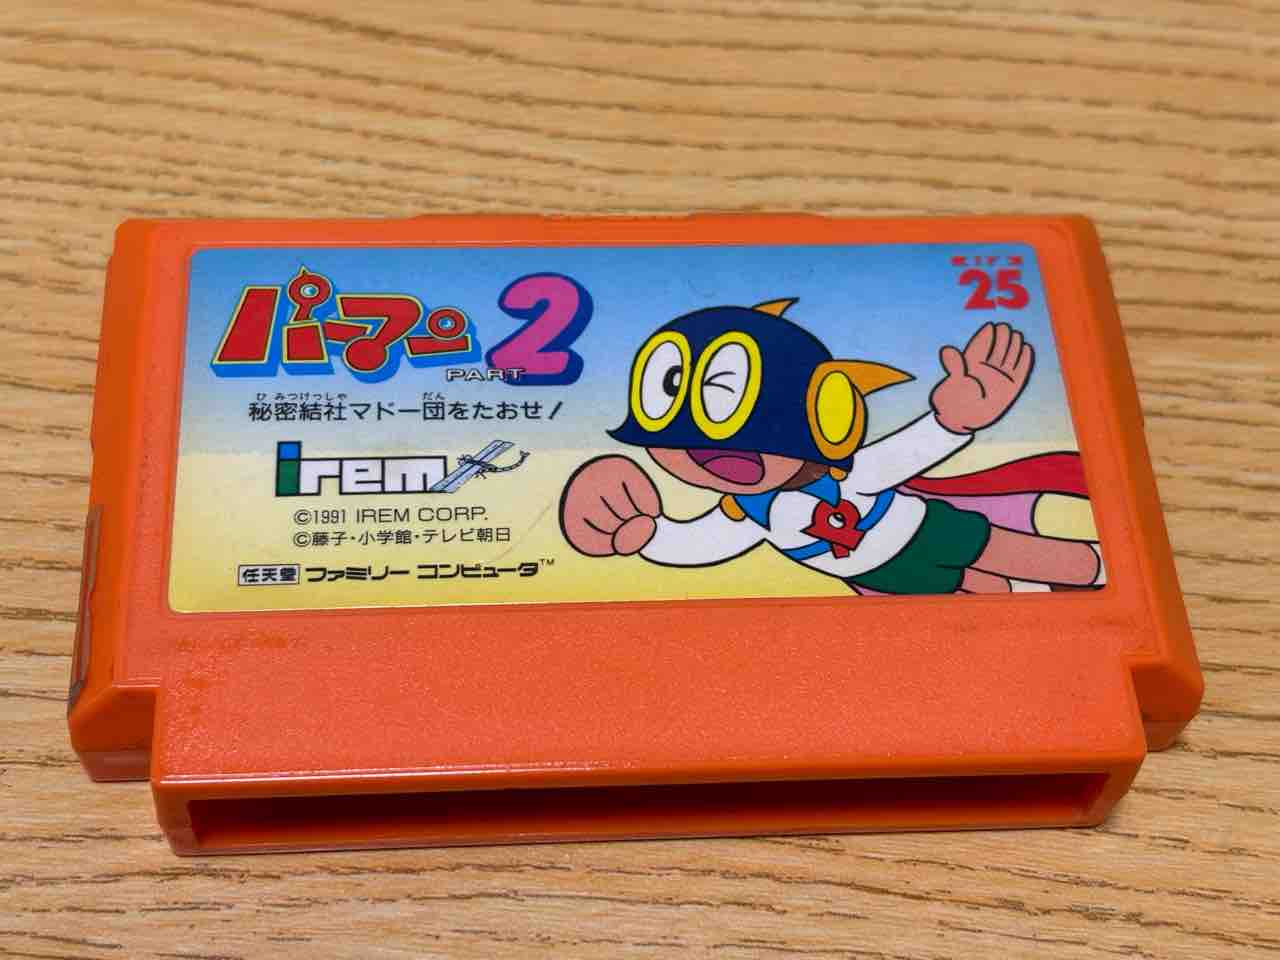 パーマン
PART 2
秘密結社マドー団をたおせ!
ひみつけっしゃ だん
irem
©1991 IREM CORP.
©藤子・小学館・テレビ朝日
任天堂 ファミリー コンピュータ™
25
P